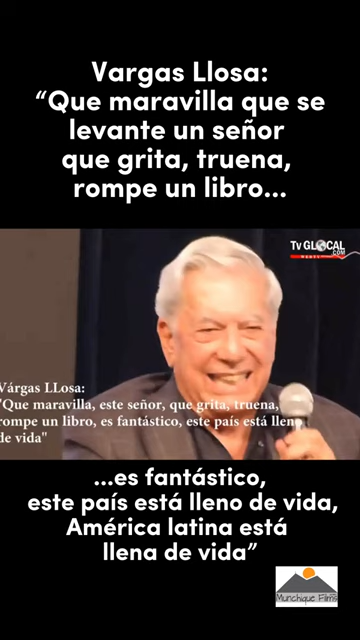 Vargas Llosa:
“Que maravilla que se
levante un señor
que grita, truena,
rompe un libro...
Tv GLOCAL
.COM
Várgas LLosa:
"Que maravilla, este señor, que grita, truena,
rompe un libro, es fantástico, este país está lleno
de vida"
...es fantástico,
este país está lleno de vida,
América latina está
llena de vida”
Munchique Films